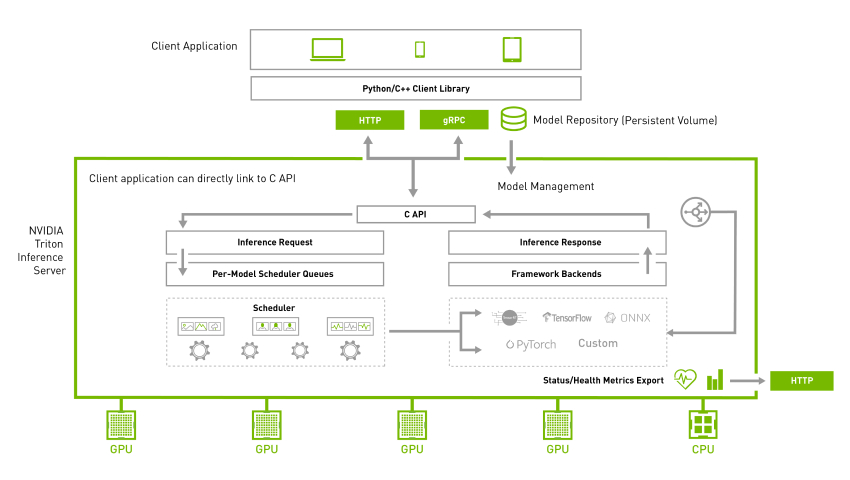 Client Application
Python/C++ Client Library
HTTP
gRPC
Model Repository (Persistent Volume)
Client application can directly link to C API
Model Management
C API
NVIDIA
Triton
Inference
Server
Inference Request
Inference Response
Per-Model Scheduler Queues
Framework Backends
Scheduler
TensorFlow
ONNX
PyTorch
Custom
Status/Health Metrics Export
HTTP
GPU
GPU
GPU
GPU
CPU